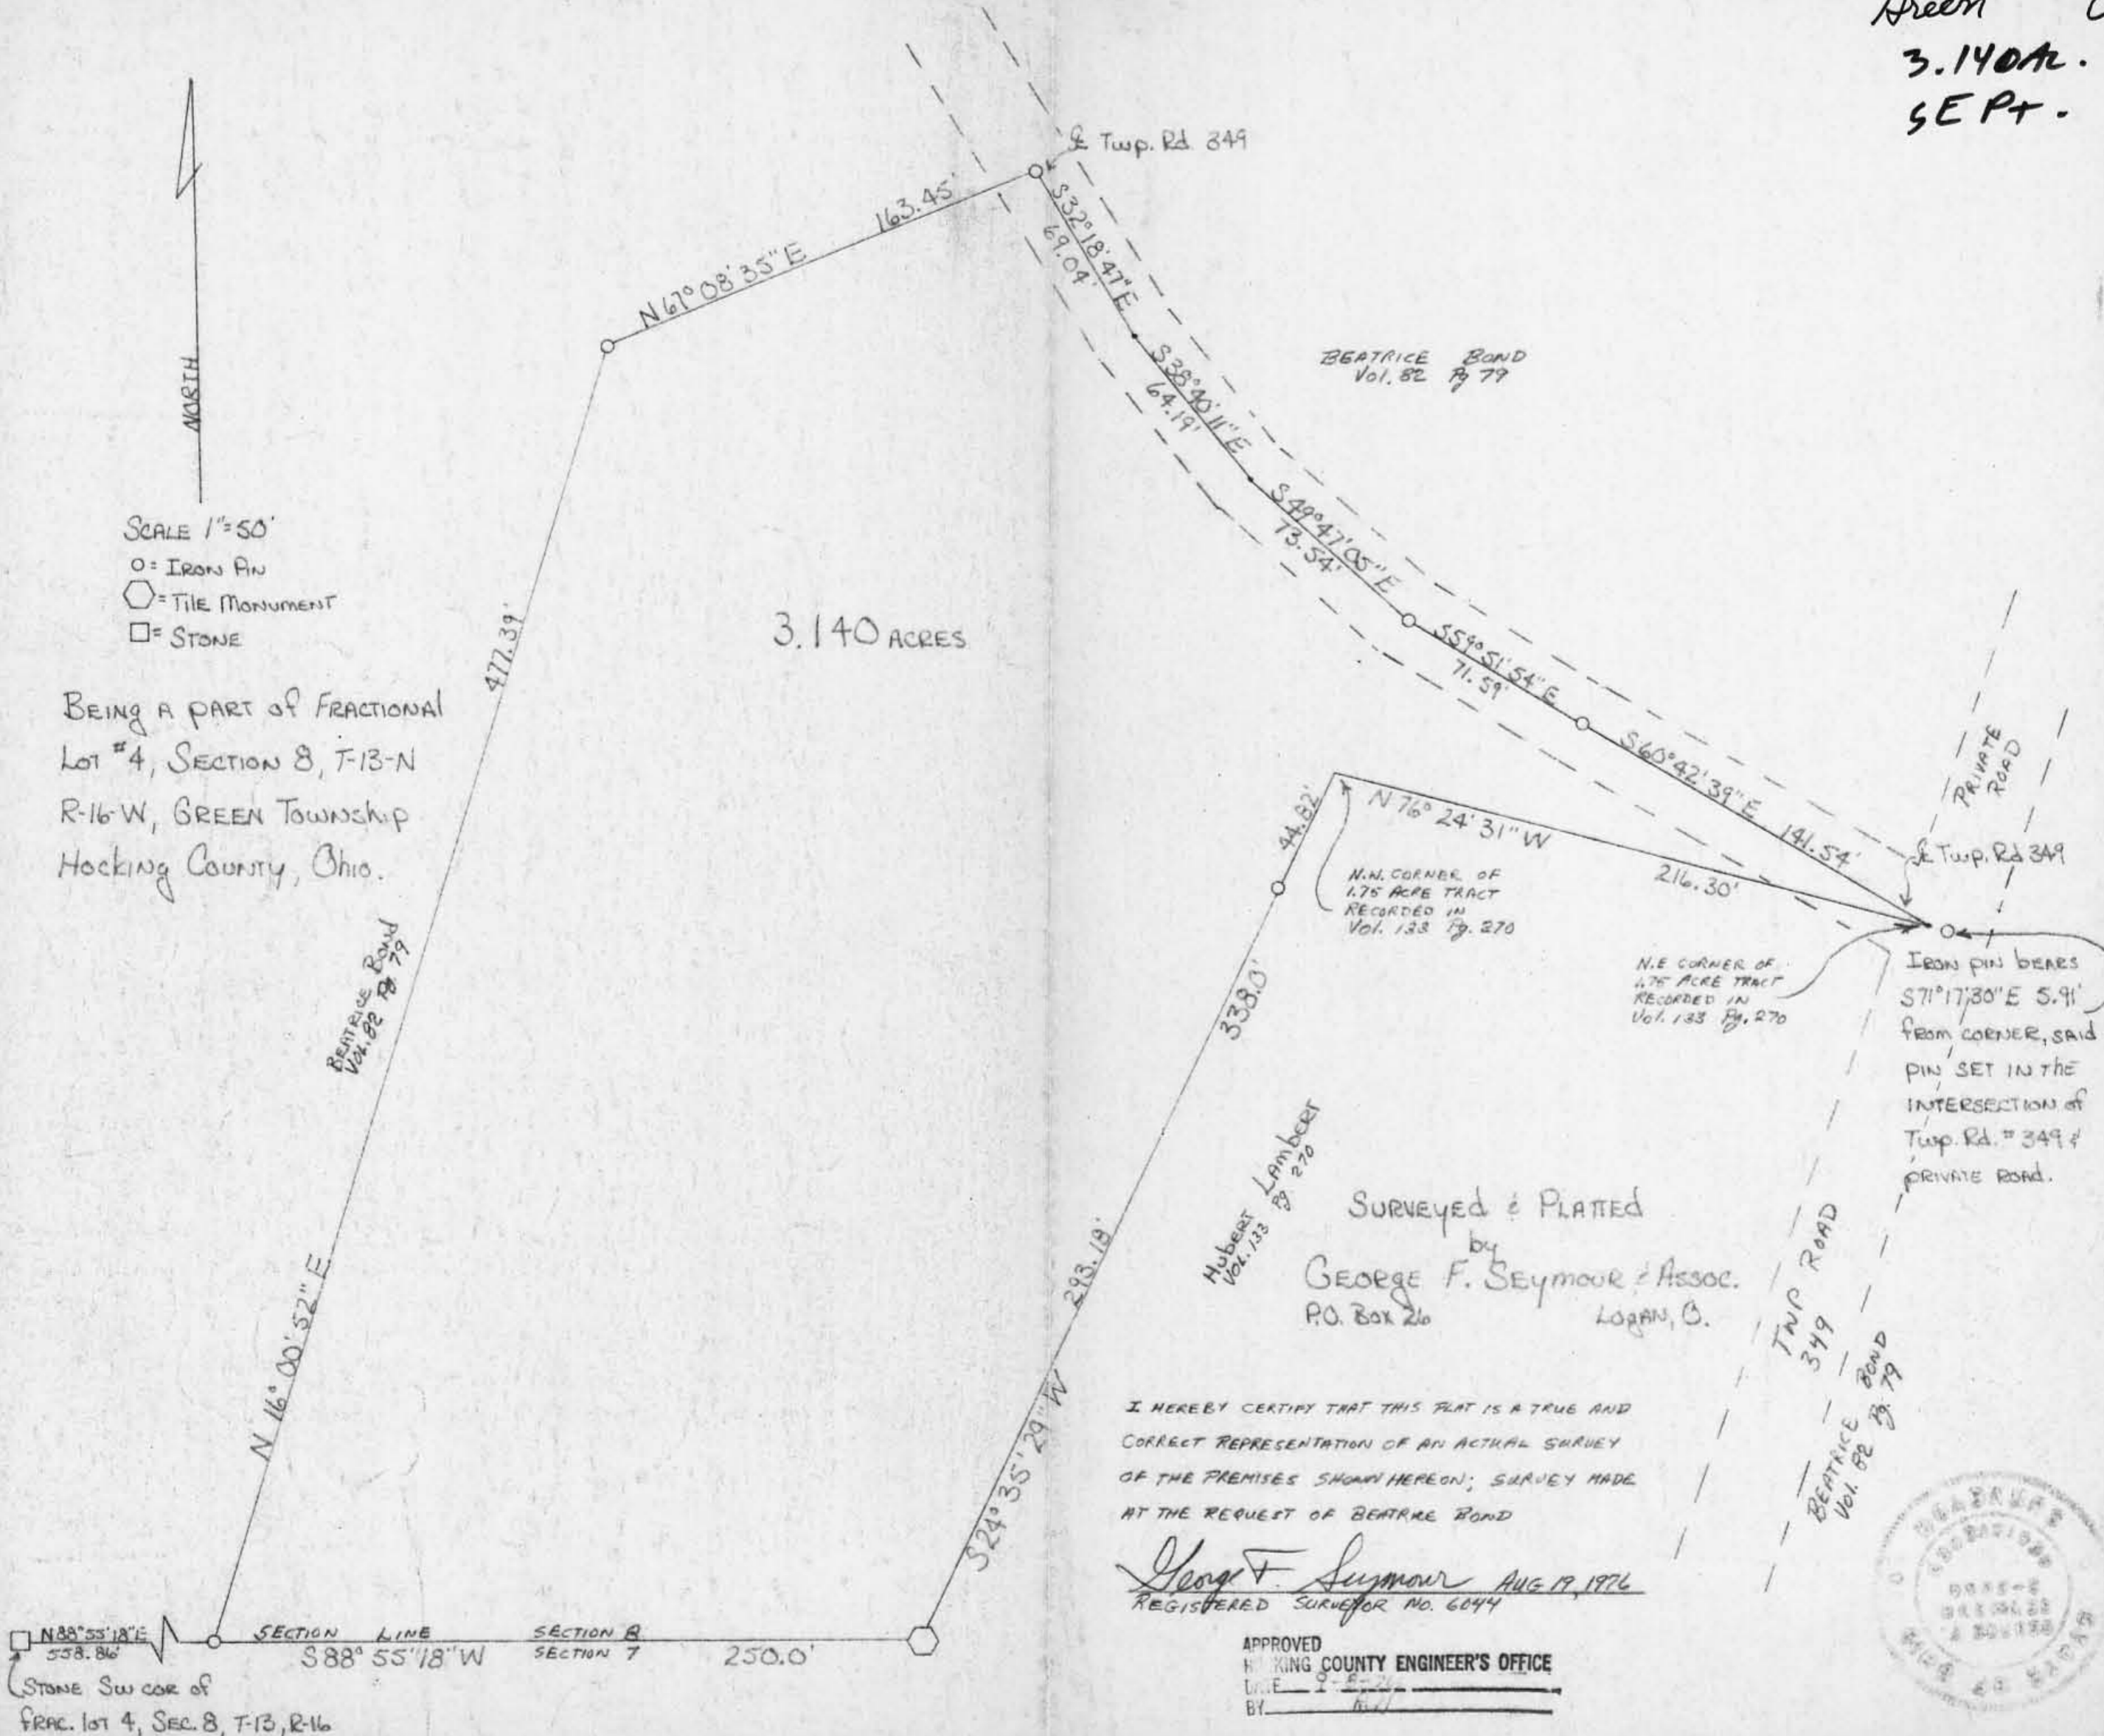 Green
3.140 Ac.
SEPT.
℄ Twp. Rd. 349
N 67° 08' 35" E 163.45'
S32°18'47"E
69.04'
S38°40'11"E
64.19'
S49°47'05"E
73.54'
S59°51'54"E
71.59'
S60°42'39"E 141.54'
BEATRICE BOND
Vol. 82 Pg 79
NORTH
SCALE 1"=50'
O = IRON PIN
⬡ = TILE MONUMENT
□ = STONE
477.39'
3.140 ACRES
BEING A PART of FRACTIONAL
LOT #4, SECTION 8, T-13-N
R-16-W, GREEN TOWNSHIP
HOCKING COUNTY, OHIO.
PRIVATE
ROAD
℄ Twp. Rd 349
44.82'
N 76° 24' 31" W
216.30'
N.W. CORNER OF
1.75 ACRE TRACT
RECORDED IN
Vol. 133 Pg. 270
N.E CORNER OF
1.75 ACRE TRACT
RECORDED IN
Vol. 133 Pg. 270
IRON PIN BEARS
S71°17'30"E 5.91'
FROM CORNER, SAID
PIN SET IN THE
INTERSECTION OF
Twp. Rd. #349 &
PRIVATE ROAD.
BEATRICE BOND
VOL. 82 Pg. 79
338.0'
HUBERT LAMBERT
VOL. 133 Pg. 270
293.18'
SURVEYED & PLATTED
by
GEORGE F. SEYMOUR & ASSOC.
P.O. BOX 26 LOGAN, O.
TWP ROAD
349
BEATRICE BOND
Vol. 82 Pg. 79
N 16° 00' 52" E
S24° 35' 29" W
I HEREBY CERTIFY THAT THIS PLAT IS A TRUE AND
CORRECT REPRESENTATION OF AN ACTUAL SURVEY
OF THE PREMISES SHOWN HEREON; SURVEY MADE
AT THE REQUEST OF BEATRICE BOND
George F. Seymour AUG 19, 1976
REGISTERED SURVEYOR NO. 6044
N88°55'18"E
558.86'
SECTION LINE SECTION 8
S88° 55' 18" W SECTION 7 250.0'
STONE SW COR of
FRAC. LOT 4, SEC. 8, T-13, R-16
APPROVED
COUNTY ENGINEER'S OFFICE
BY